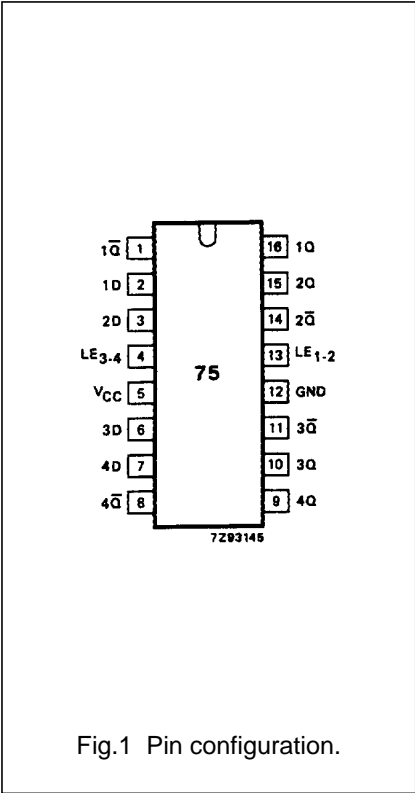 1Q̅ 1 16 1Q
1D 2 15 2Q
2D 3 14 2Q̅
LE3-4 4 13 LE1-2
75
VCC 5 12 GND
3D 6 11 3Q̅
4D 7 10 3Q
4Q̅ 8 9 4Q
7Z93145
Fig.1 Pin configuration.